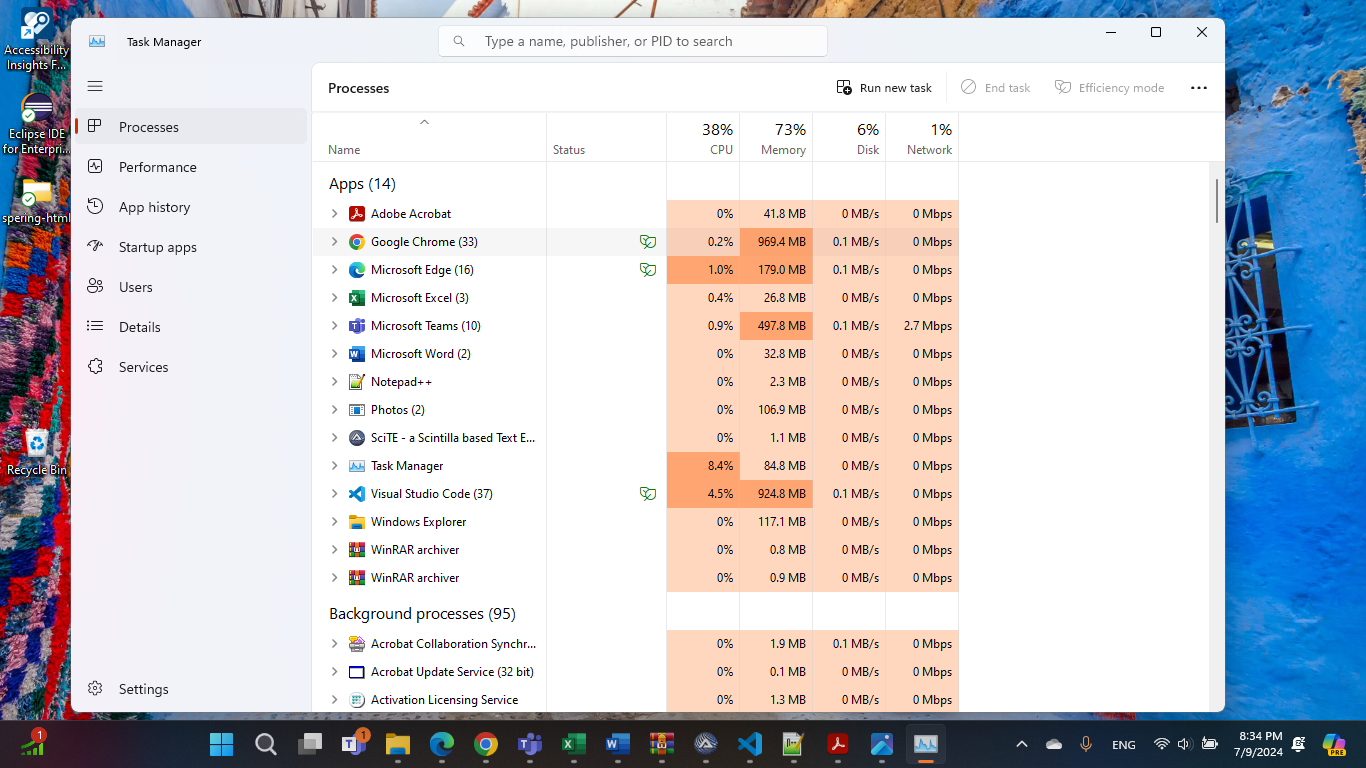 Accessibility
Insights F...
Eclipse IDE
for Enterpri...
spering-html
Recycle Bin
Task Manager
Type a name, publisher, or PID to search
Processes
Performance
App history
Startup apps
Users
Details
Services
Settings
Processes
Run new task
End task
Efficiency mode
Name Status 38% CPU 73% Memory 6% Disk 1% Network
Apps (14)
Adobe Acrobat 0% 41.8 MB 0 MB/s 0 Mbps
Google Chrome (33) 0.2% 969.4 MB 0.1 MB/s 0 Mbps
Microsoft Edge (16) 1.0% 179.0 MB 0.1 MB/s 0 Mbps
Microsoft Excel (3) 0.4% 26.8 MB 0 MB/s 0 Mbps
Microsoft Teams (10) 0.9% 497.8 MB 0.1 MB/s 2.7 Mbps
Microsoft Word (2) 0% 32.8 MB 0 MB/s 0 Mbps
Notepad++ 0% 2.3 MB 0 MB/s 0 Mbps
Photos (2) 0% 106.9 MB 0 MB/s 0 Mbps
SciTE - a Scintilla based Text E... 0% 1.1 MB 0 MB/s 0 Mbps
Task Manager 8.4% 84.8 MB 0 MB/s 0 Mbps
Visual Studio Code (37) 4.5% 924.8 MB 0.1 MB/s 0 Mbps
Windows Explorer 0% 117.1 MB 0 MB/s 0 Mbps
WinRAR archiver 0% 0.8 MB 0 MB/s 0 Mbps
WinRAR archiver 0% 0.9 MB 0 MB/s 0 Mbps
Background processes (95)
Acrobat Collaboration Synchr... 0% 1.9 MB 0.1 MB/s 0 Mbps
Acrobat Update Service (32 bit) 0% 0.1 MB 0 MB/s 0 Mbps
Activation Licensing Service 0% 1.3 MB 0 MB/s 0 Mbps
1
1
ENG
8:34 PM
7/9/2024
PRE